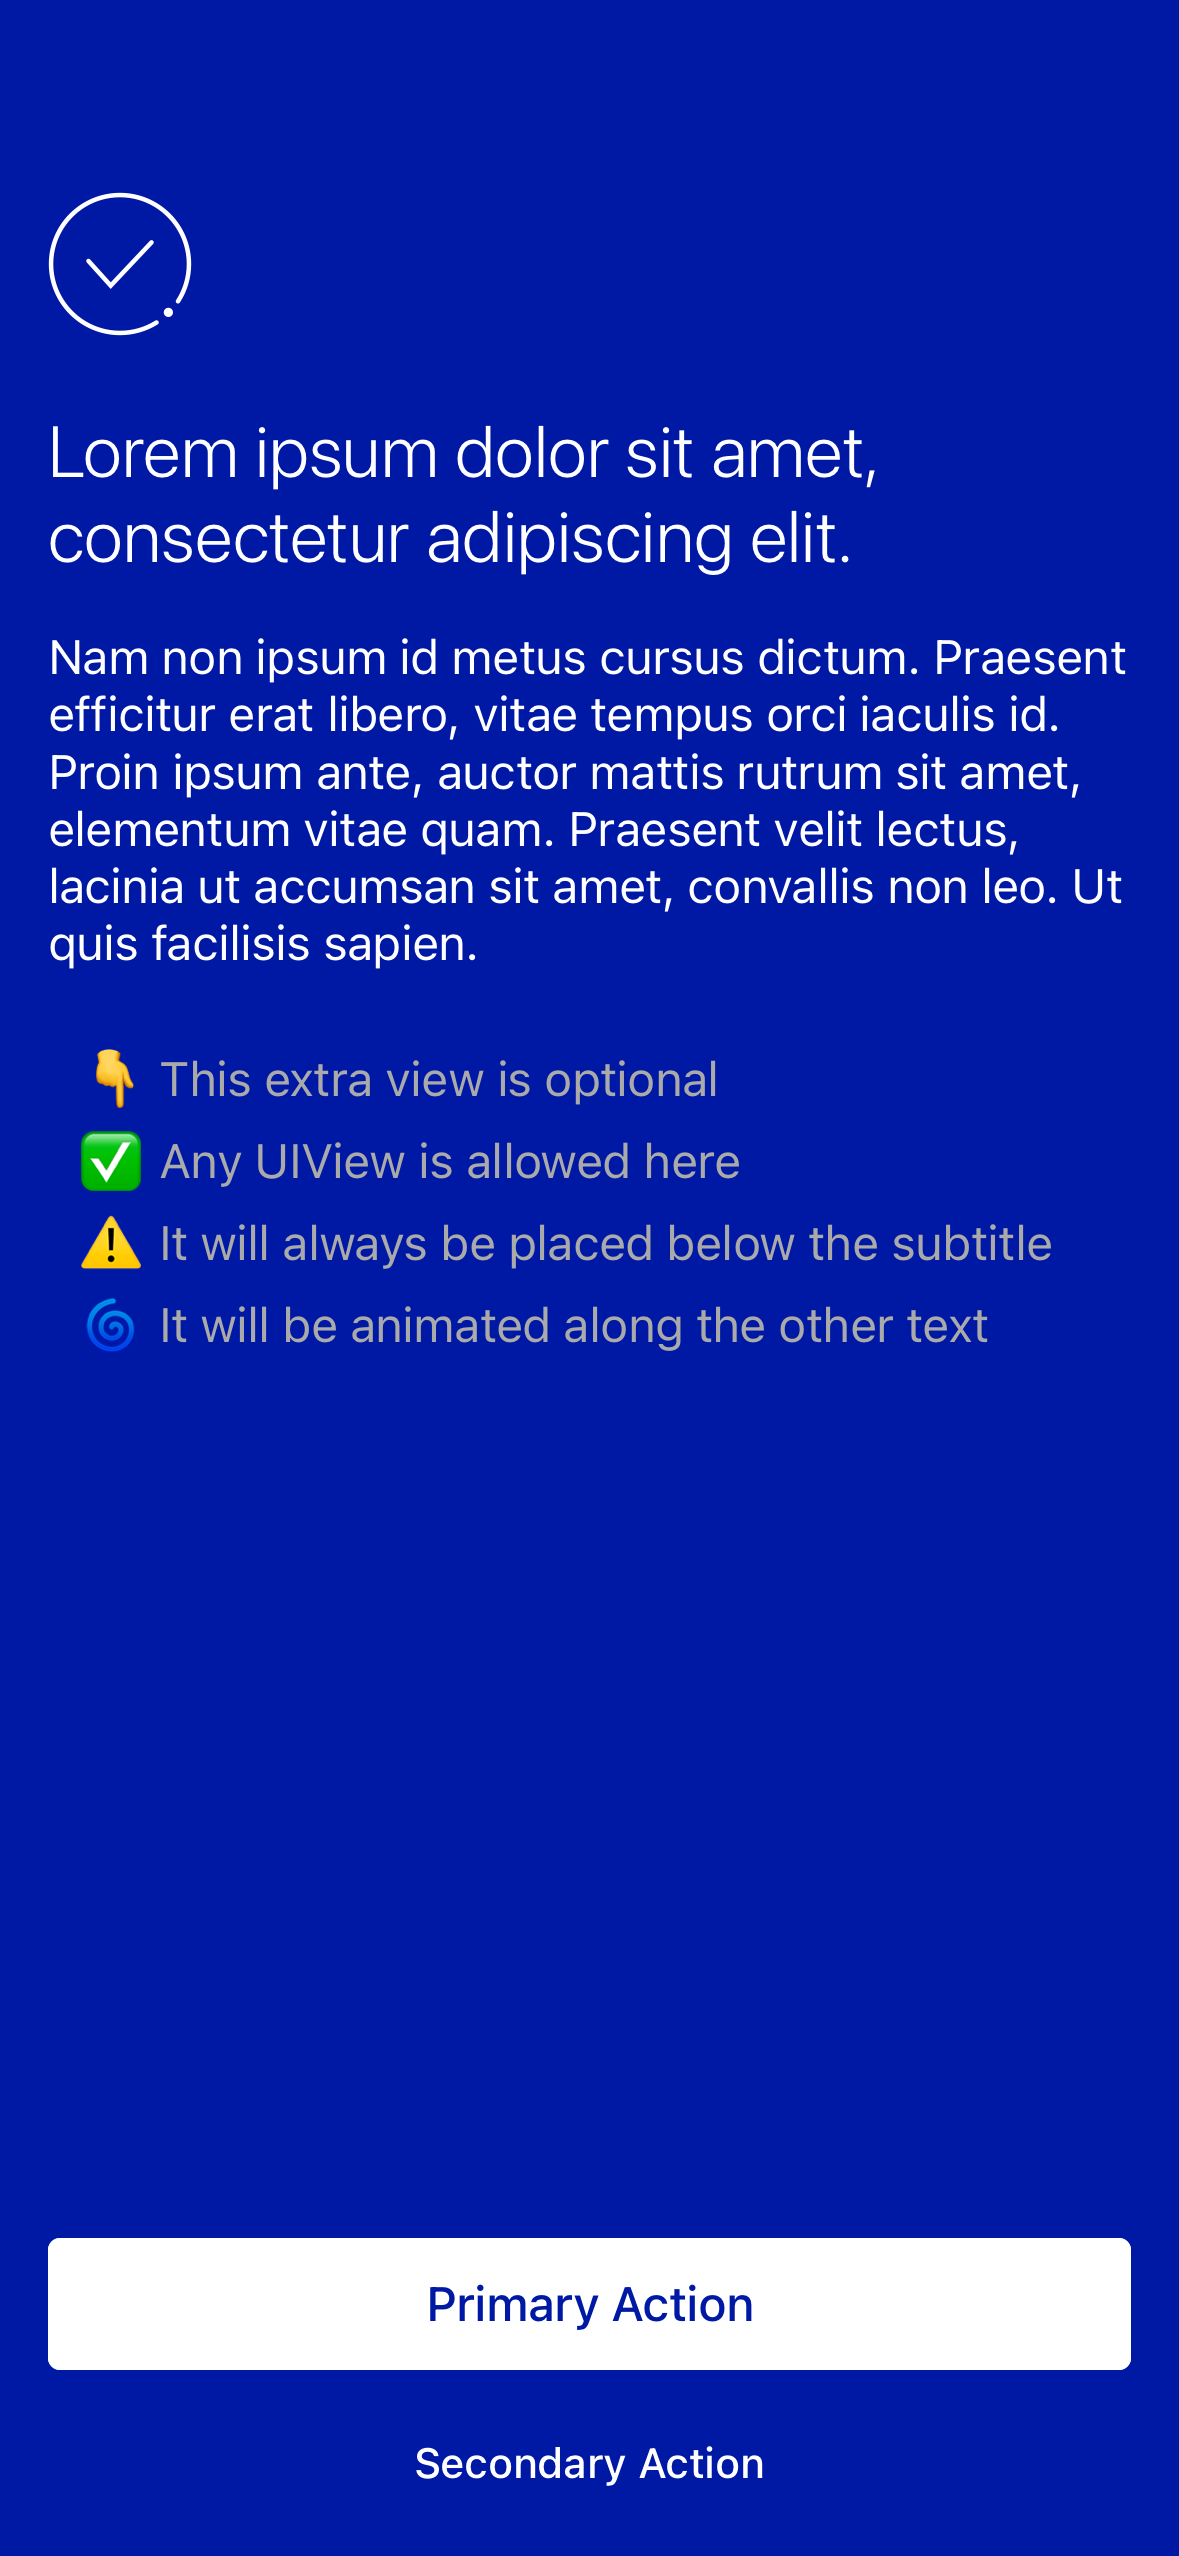 Lorem ipsum dolor sit amet,
consectetur adipiscing elit.
Nam non ipsum id metus cursus dictum. Praesent
efficitur erat libero, vitae tempus orci iaculis id.
Proin ipsum ante, auctor mattis rutrum sit amet,
elementum vitae quam. Praesent velit lectus,
lacinia ut accumsan sit amet, convallis non leo. Ut
quis facilisis sapien.
👇 This extra view is optional
✅ Any UIView is allowed here
⚠️ It will always be placed below the subtitle
🌀 It will be animated along the other text
Primary Action
Secondary Action